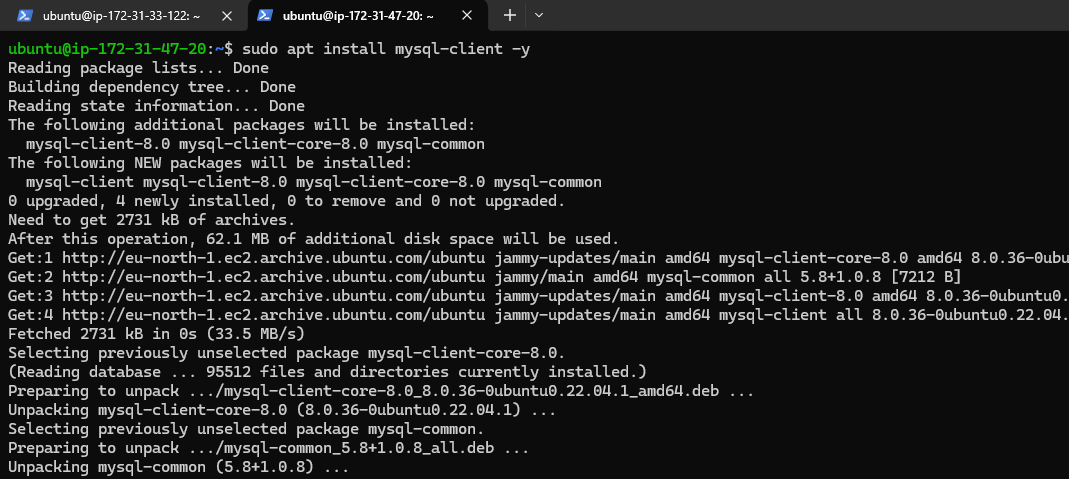 ubuntu@ip-172-31-33-122: ~
ubuntu@ip-172-31-47-20: ~
ubuntu@ip-172-31-47-20:~$ sudo apt install mysql-client -y
Reading package lists... Done
Building dependency tree... Done
Reading state information... Done
The following additional packages will be installed:
mysql-client-8.0 mysql-client-core-8.0 mysql-common
The following NEW packages will be installed:
mysql-client mysql-client-8.0 mysql-client-core-8.0 mysql-common
0 upgraded, 4 newly installed, 0 to remove and 0 not upgraded.
Need to get 2731 kB of archives.
After this operation, 62.1 MB of additional disk space will be used.
Get:1 http://eu-north-1.ec2.archive.ubuntu.com/ubuntu jammy-updates/main amd64 mysql-client-core-8.0 amd64 8.0.36-0ubu
Get:2 http://eu-north-1.ec2.archive.ubuntu.com/ubuntu jammy/main amd64 mysql-common all 5.8+1.0.8 [7212 B]
Get:3 http://eu-north-1.ec2.archive.ubuntu.com/ubuntu jammy-updates/main amd64 mysql-client-8.0 amd64 8.0.36-0ubuntu0.
Get:4 http://eu-north-1.ec2.archive.ubuntu.com/ubuntu jammy-updates/main amd64 mysql-client all 8.0.36-0ubuntu0.22.04.
Fetched 2731 kB in 0s (33.5 MB/s)
Selecting previously unselected package mysql-client-core-8.0.
(Reading database ... 95512 files and directories currently installed.)
Preparing to unpack .../mysql-client-core-8.0_8.0.36-0ubuntu0.22.04.1_amd64.deb ...
Unpacking mysql-client-core-8.0 (8.0.36-0ubuntu0.22.04.1) ...
Selecting previously unselected package mysql-common.
Preparing to unpack .../mysql-common_5.8+1.0.8_all.deb ...
Unpacking mysql-common (5.8+1.0.8) ...